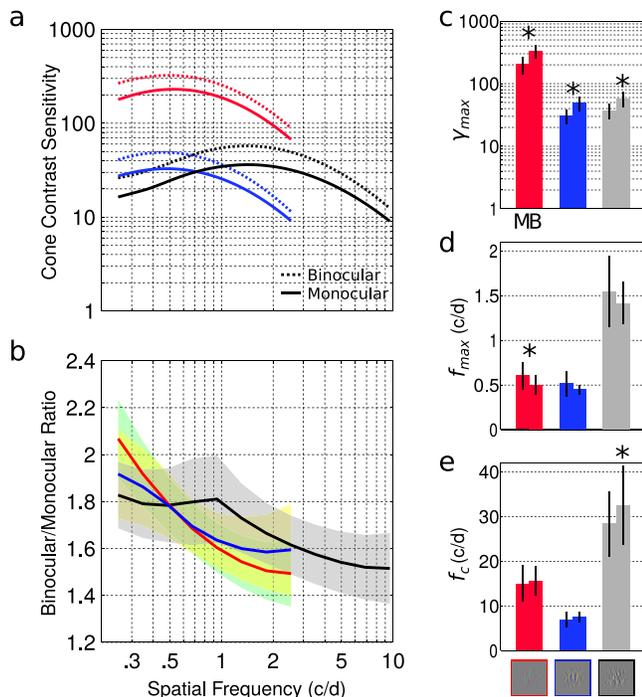 a
1000
100
10
1
Cone Contrast Sensitivity
Binocular
Monocular
b
2.4
2.2
2
1.8
1.6
1.4
1.2
Binocular/Monocular Ratio
.3 .5 1 2 5 10
Spatial Frequency (c/d)
c
1000
100
10
1
γmax
* * *
MB
d
2
1.5
1
0.5
0
fmax (c/d)
*
e
40
30
20
10
0
fc (c/d)
*